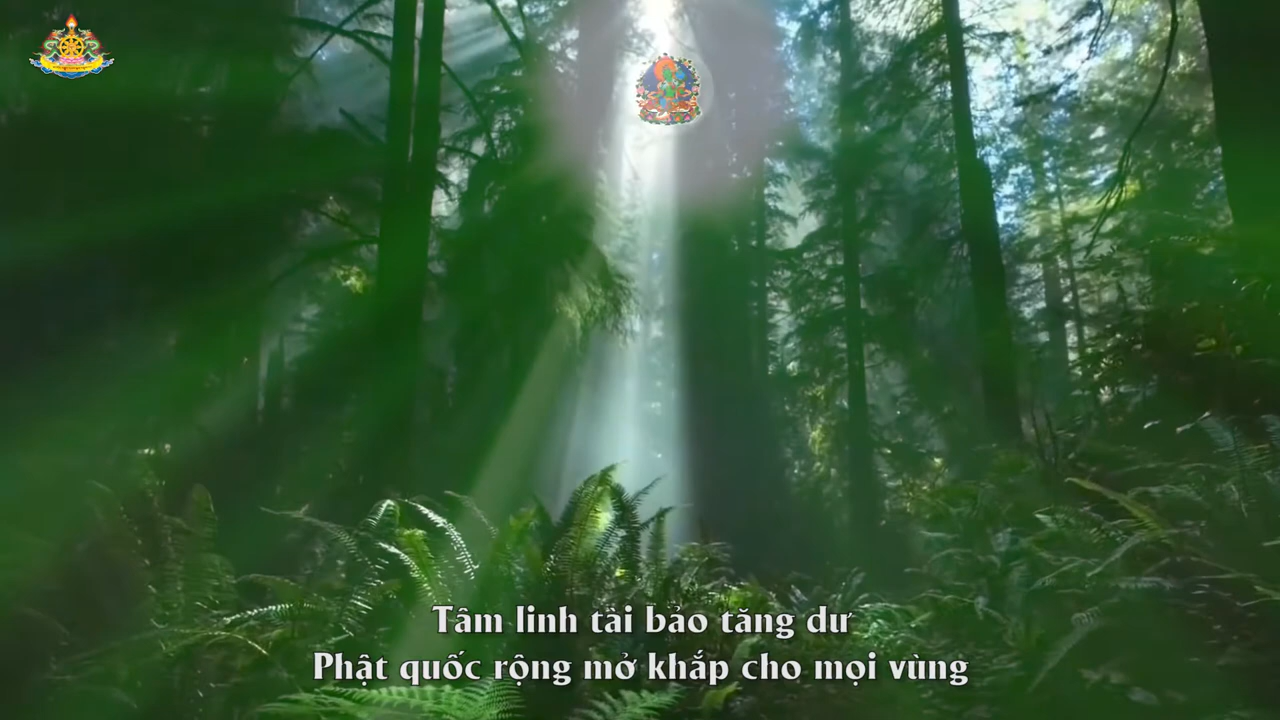 Tâm linh tài bảo tăng dư
Phật quốc rộng mở khắp cho mọi vùng